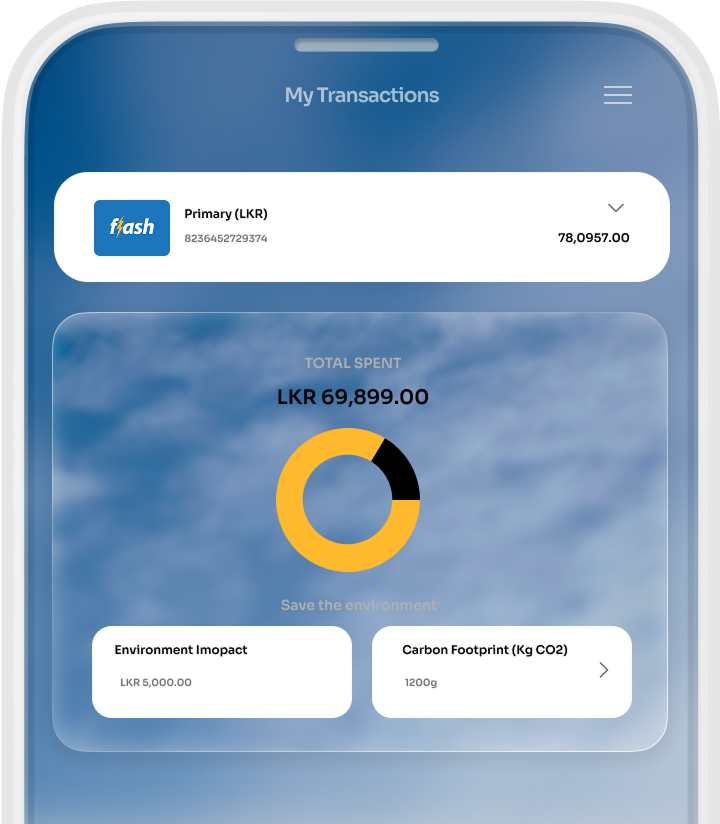 My Transactions
flash
Primary (LKR)
8236452729374
78,0957.00
TOTAL SPENT
LKR 69,899.00
Save the environment
Environment Imopact
LKR 5,000.00
Carbon Footprint (Kg CO2)
1200g